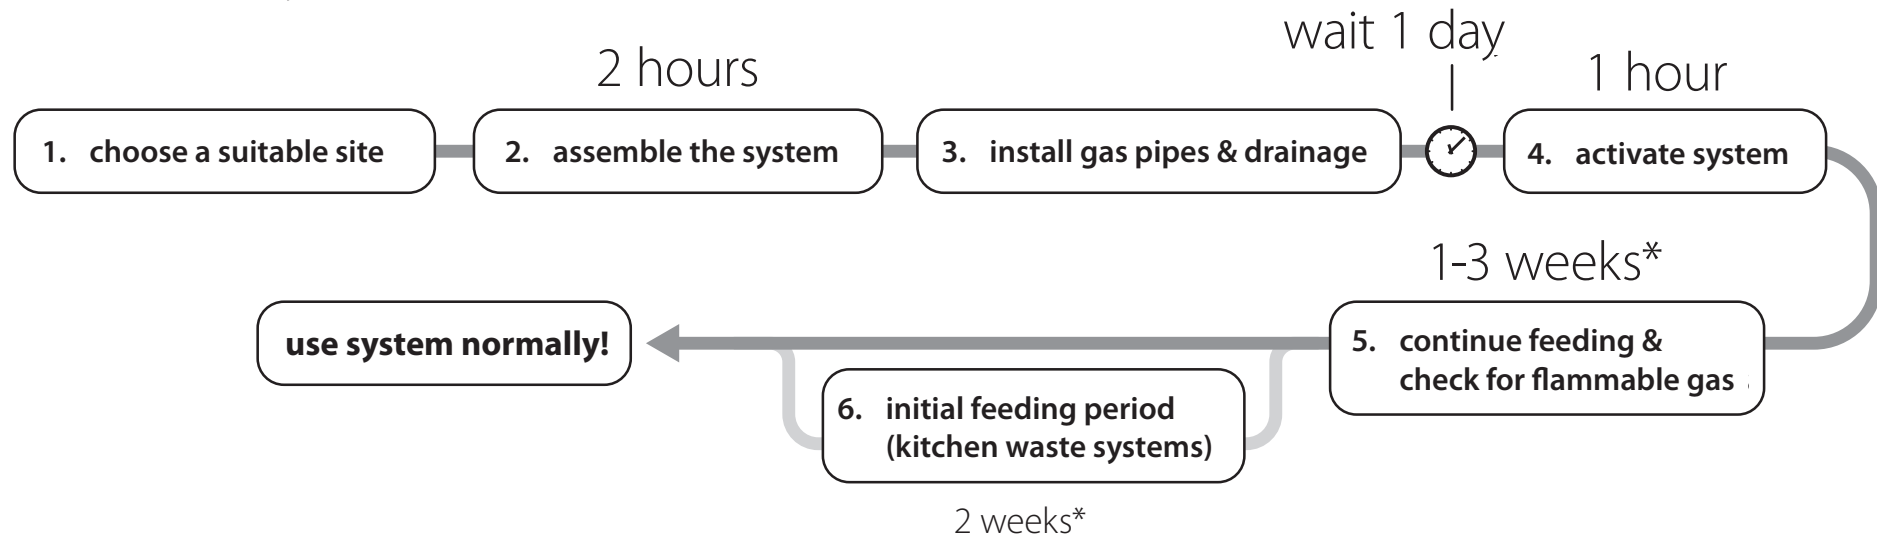 wait 1 day
2 hours
1 hour
1. choose a suitable site
2. assemble the system
3. install gas pipes & drainage
4. activate system
1-3 weeks*
use system normally!
5. continue feeding &
check for flammable gas
6. initial feeding period
(kitchen waste systems)
2 weeks*